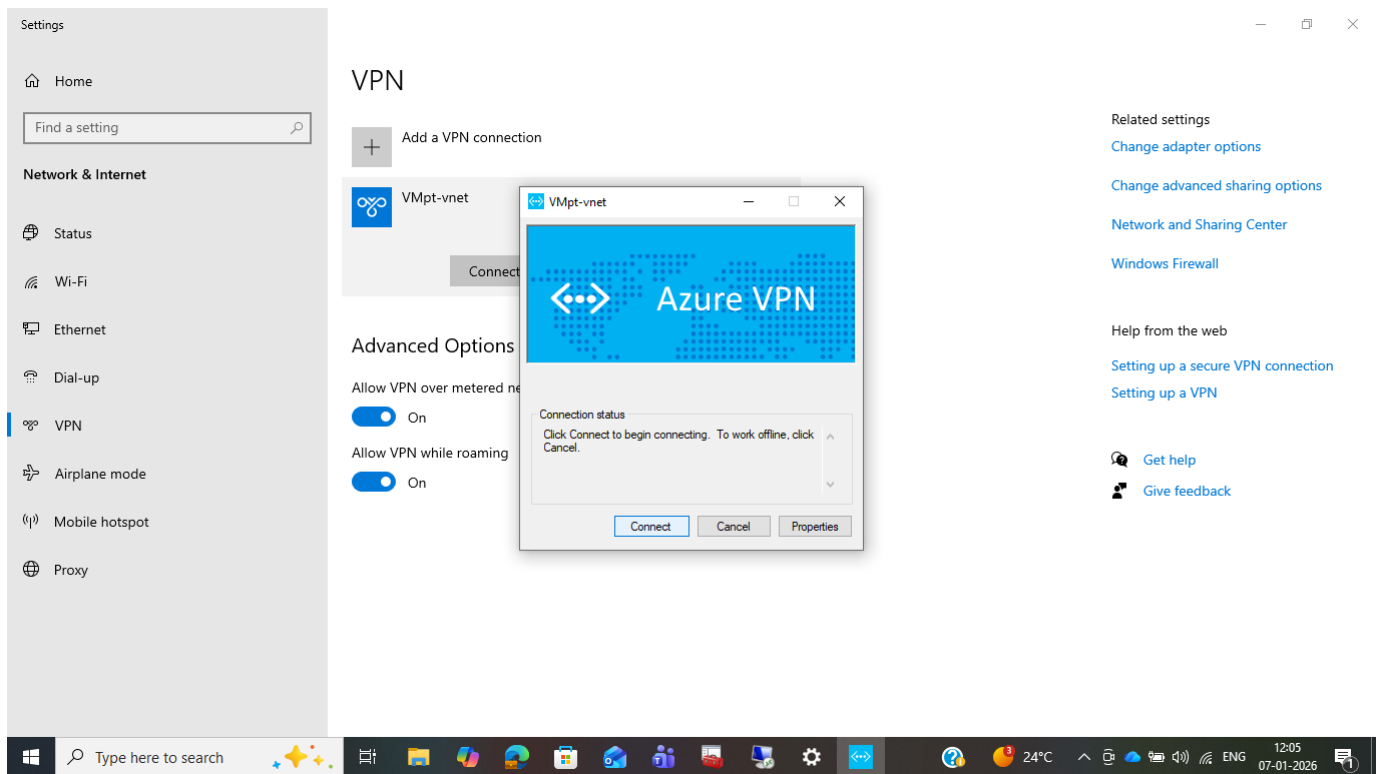 Settings
Home
Find a setting
Network & Internet
Status
Wi-Fi
Ethernet
Dial-up
VPN
Airplane mode
Mobile hotspot
Proxy
VPN
Add a VPN connection
VMpt-vnet
Connect
Advanced Options
Allow VPN over metered ne
On
Allow VPN while roaming
On
VMpt-vnet
Azure VPN
Connection status
Click Connect to begin connecting. To work offline, click
Cancel.
Connect Cancel Properties
Related settings
Change adapter options
Change advanced sharing options
Network and Sharing Center
Windows Firewall
Help from the web
Setting up a secure VPN connection
Setting up a VPN
Get help
Give feedback
Type here to search
3
24°C
ENG
12:05
07-01-2026
1